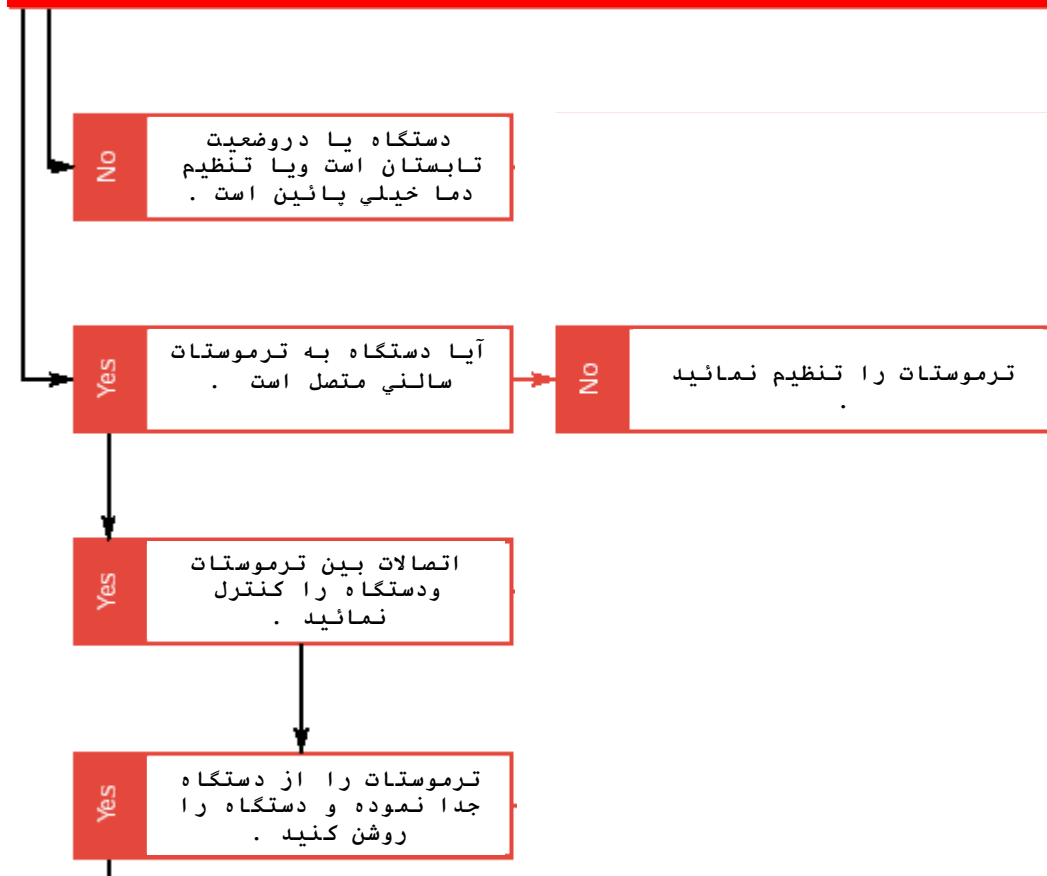 No
دستگاه يا دروضعيت
تابستان است ويا تنظيم
دما خيلي پائين است .
Yes
آيا دستگاه به ترموستات
سالني متصل است .
No
ترموستات را تنظيم نمائيد
.
Yes
اتصالات بين ترموستات
ودستگاه را كنترل
نمائيد .
Yes
ترموستات را از دستگاه
جدا نموده و دستگاه را
روشن كنيد .